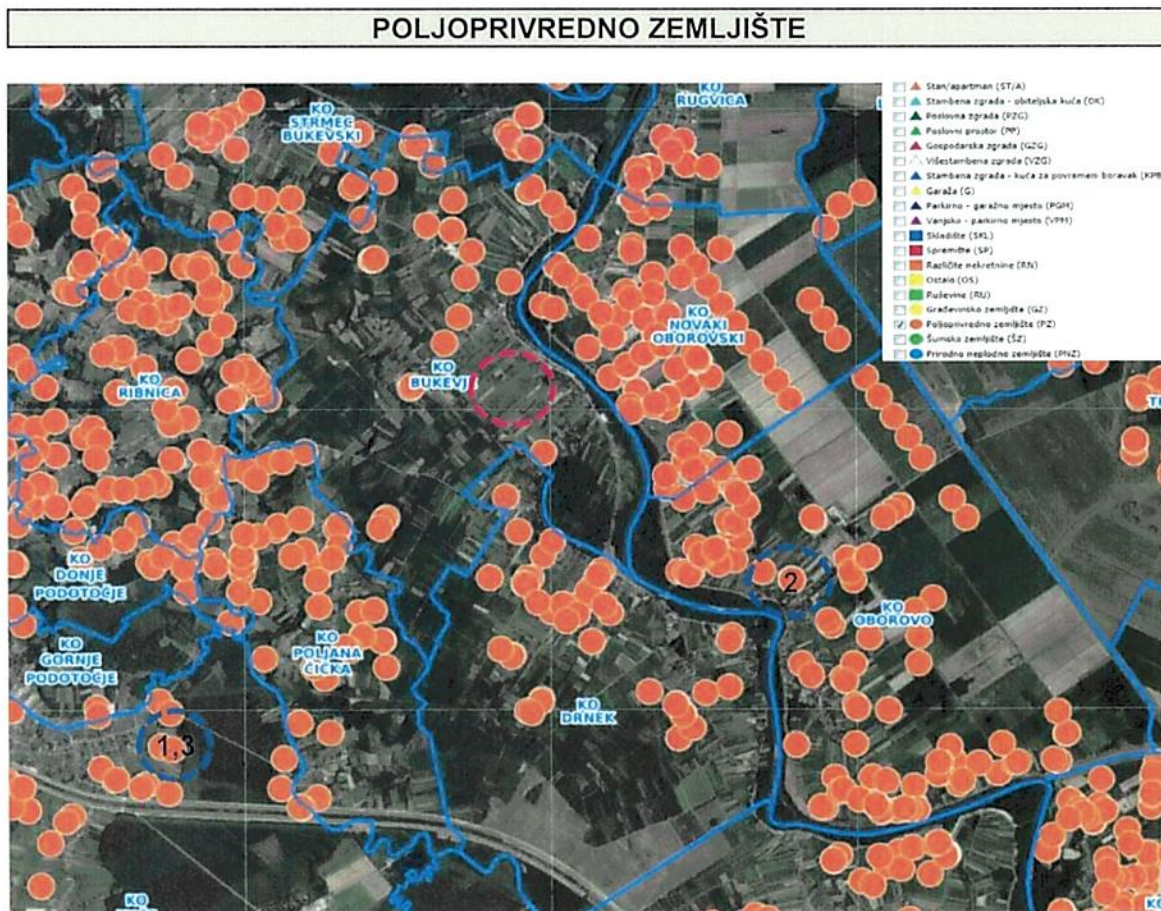 POLJOPRIVREDNO ZEMLJIŠTE
KO
STRMEC
BUKEVSKI
KO
RUGVICA
Stan/apartman (ST/A)
Stambena zgrada - obiteljska kuća (OK)
Poslovna zgrada (PZG)
Poslovni prostor (PP)
Gospodarska zgrada (GZG)
Višestambena zgrada (VZG)
Stambena zgrada - kuća za povremeni boravak (KPB
Garaža (G)
Parkirno - garažno mjesto (PGM)
Vanjsko - parkirno mjesto (VPM)
Skladište (SKL)
Spremište (SP)
Različite nekretnine (RN)
Ostalo (OS)
Ruševine (RU)
Građevinsko zemljište (GZ)
Poljoprivredno zemljište (PZ)
Šumsko zemljište (ŠZ)
Prirodno neplodno zemljište (PNZ)
KO
NOVAKI
OBOROVSKI
KO
RIBNICA
KO
BUKEVJ
KO
DONJE
PODOTOČJE
2
KO
OBOROVO
KO
GORNJE
PODOTOČJE
KO
POLJANA
ČIČKA
KO
DRNEK
1,3
KO